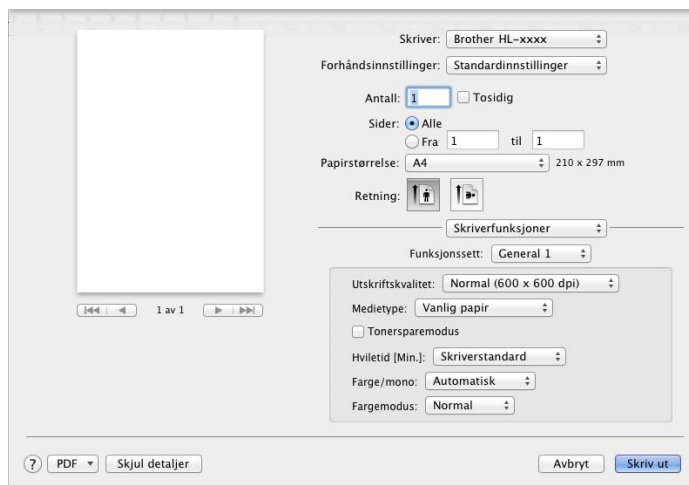 Skriver: Brother HL-xxxx
Forhåndsinnstillinger: Standardinnstillinger
Antall: 1 Tosidig
Sider: Alle
Fra 1 til 1
Papirstørrelse: A4 210 x 297 mm
Retning:
Skriverfunksjoner
Funksjonssett: General 1
Utskriftskvalitet: Normal (600 x 600 dpi)
Medietype: Vanlig papir
Tonersparemodus
Hviletid [Min.]: Skriverstandard
Farge/mono: Automatisk
Fargemodus: Normal
1 av 1
? PDF Skjul detaljer Avbryt Skriv ut